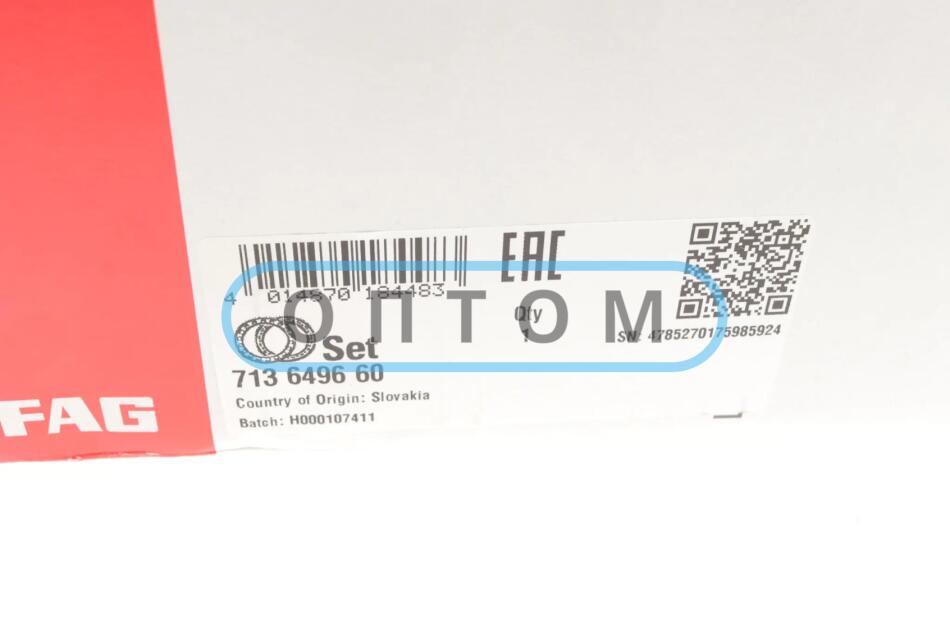 EAC
4 014870 184483
ОПТОМ
Qty
1
SN: 4785270175985924
Set
713 6496 60
Country of Origin: Slovakia
Batch: H000107411
FAG